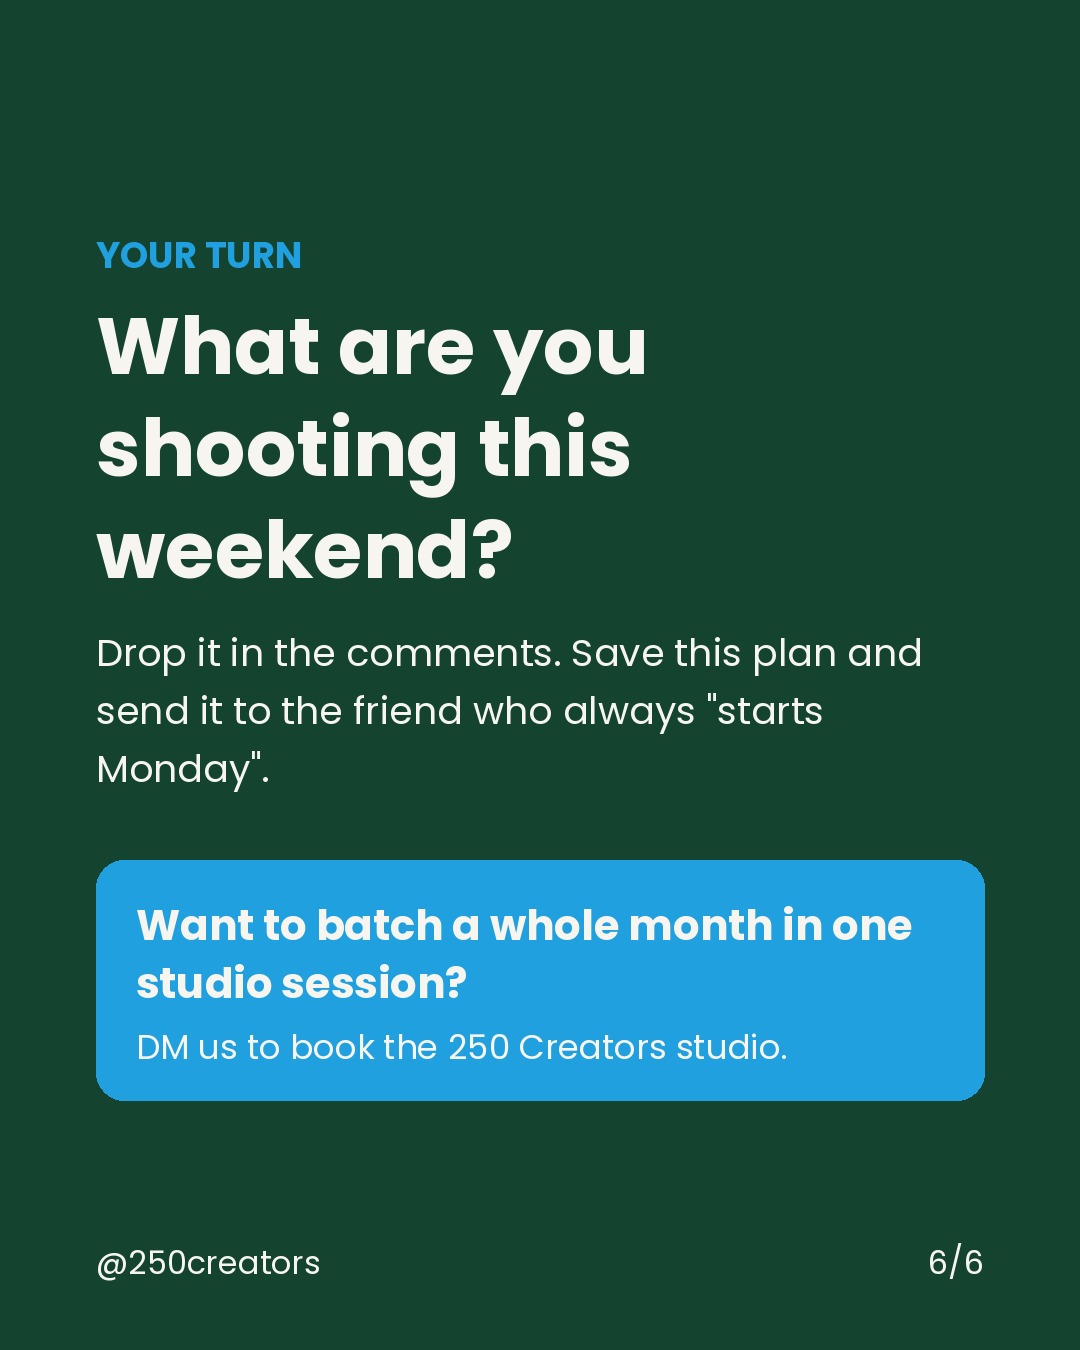 YOUR TURN
What are you
shooting this
weekend?
Drop it in the comments. Save this plan and
send it to the friend who always "starts
Monday".
Want to batch a whole month in one
studio session?
DM us to book the 250 Creators studio.
@250creators
6/6